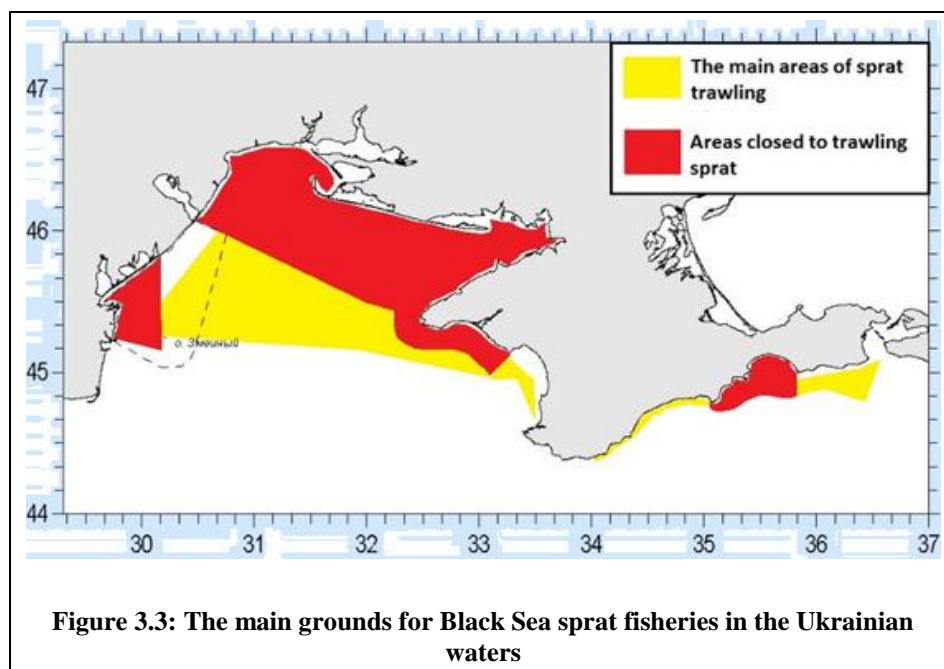 47
46
45
44
The main areas of sprat
trawling
Areas closed to trawling
sprat
о. Змеиный
30 31 32 33 34 35 36 37
Figure 3.3: The main grounds for Black Sea sprat fisheries in the Ukrainian
waters